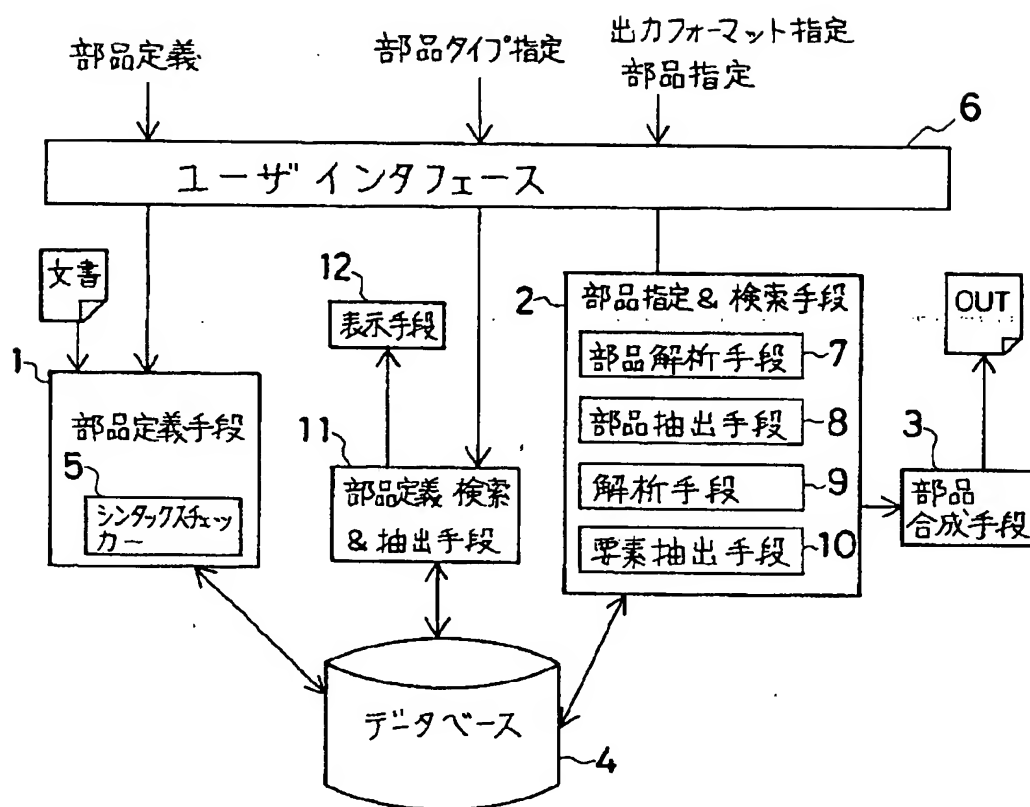 部品定義
部品タイプ指定
出力フォーマット指定
部品指定
6
ユーザインタフェース
文書
12
表示手段
2
部品指定&検索手段
OUT
1
部品解析手段
7
部品定義手段
11
部品抽出手段
8
3
5
シンタックスチェッ
カー
部品定義 検索
&抽出手段
解析手段
9
部品
合成手段
要素抽出手段
10
データベース
4